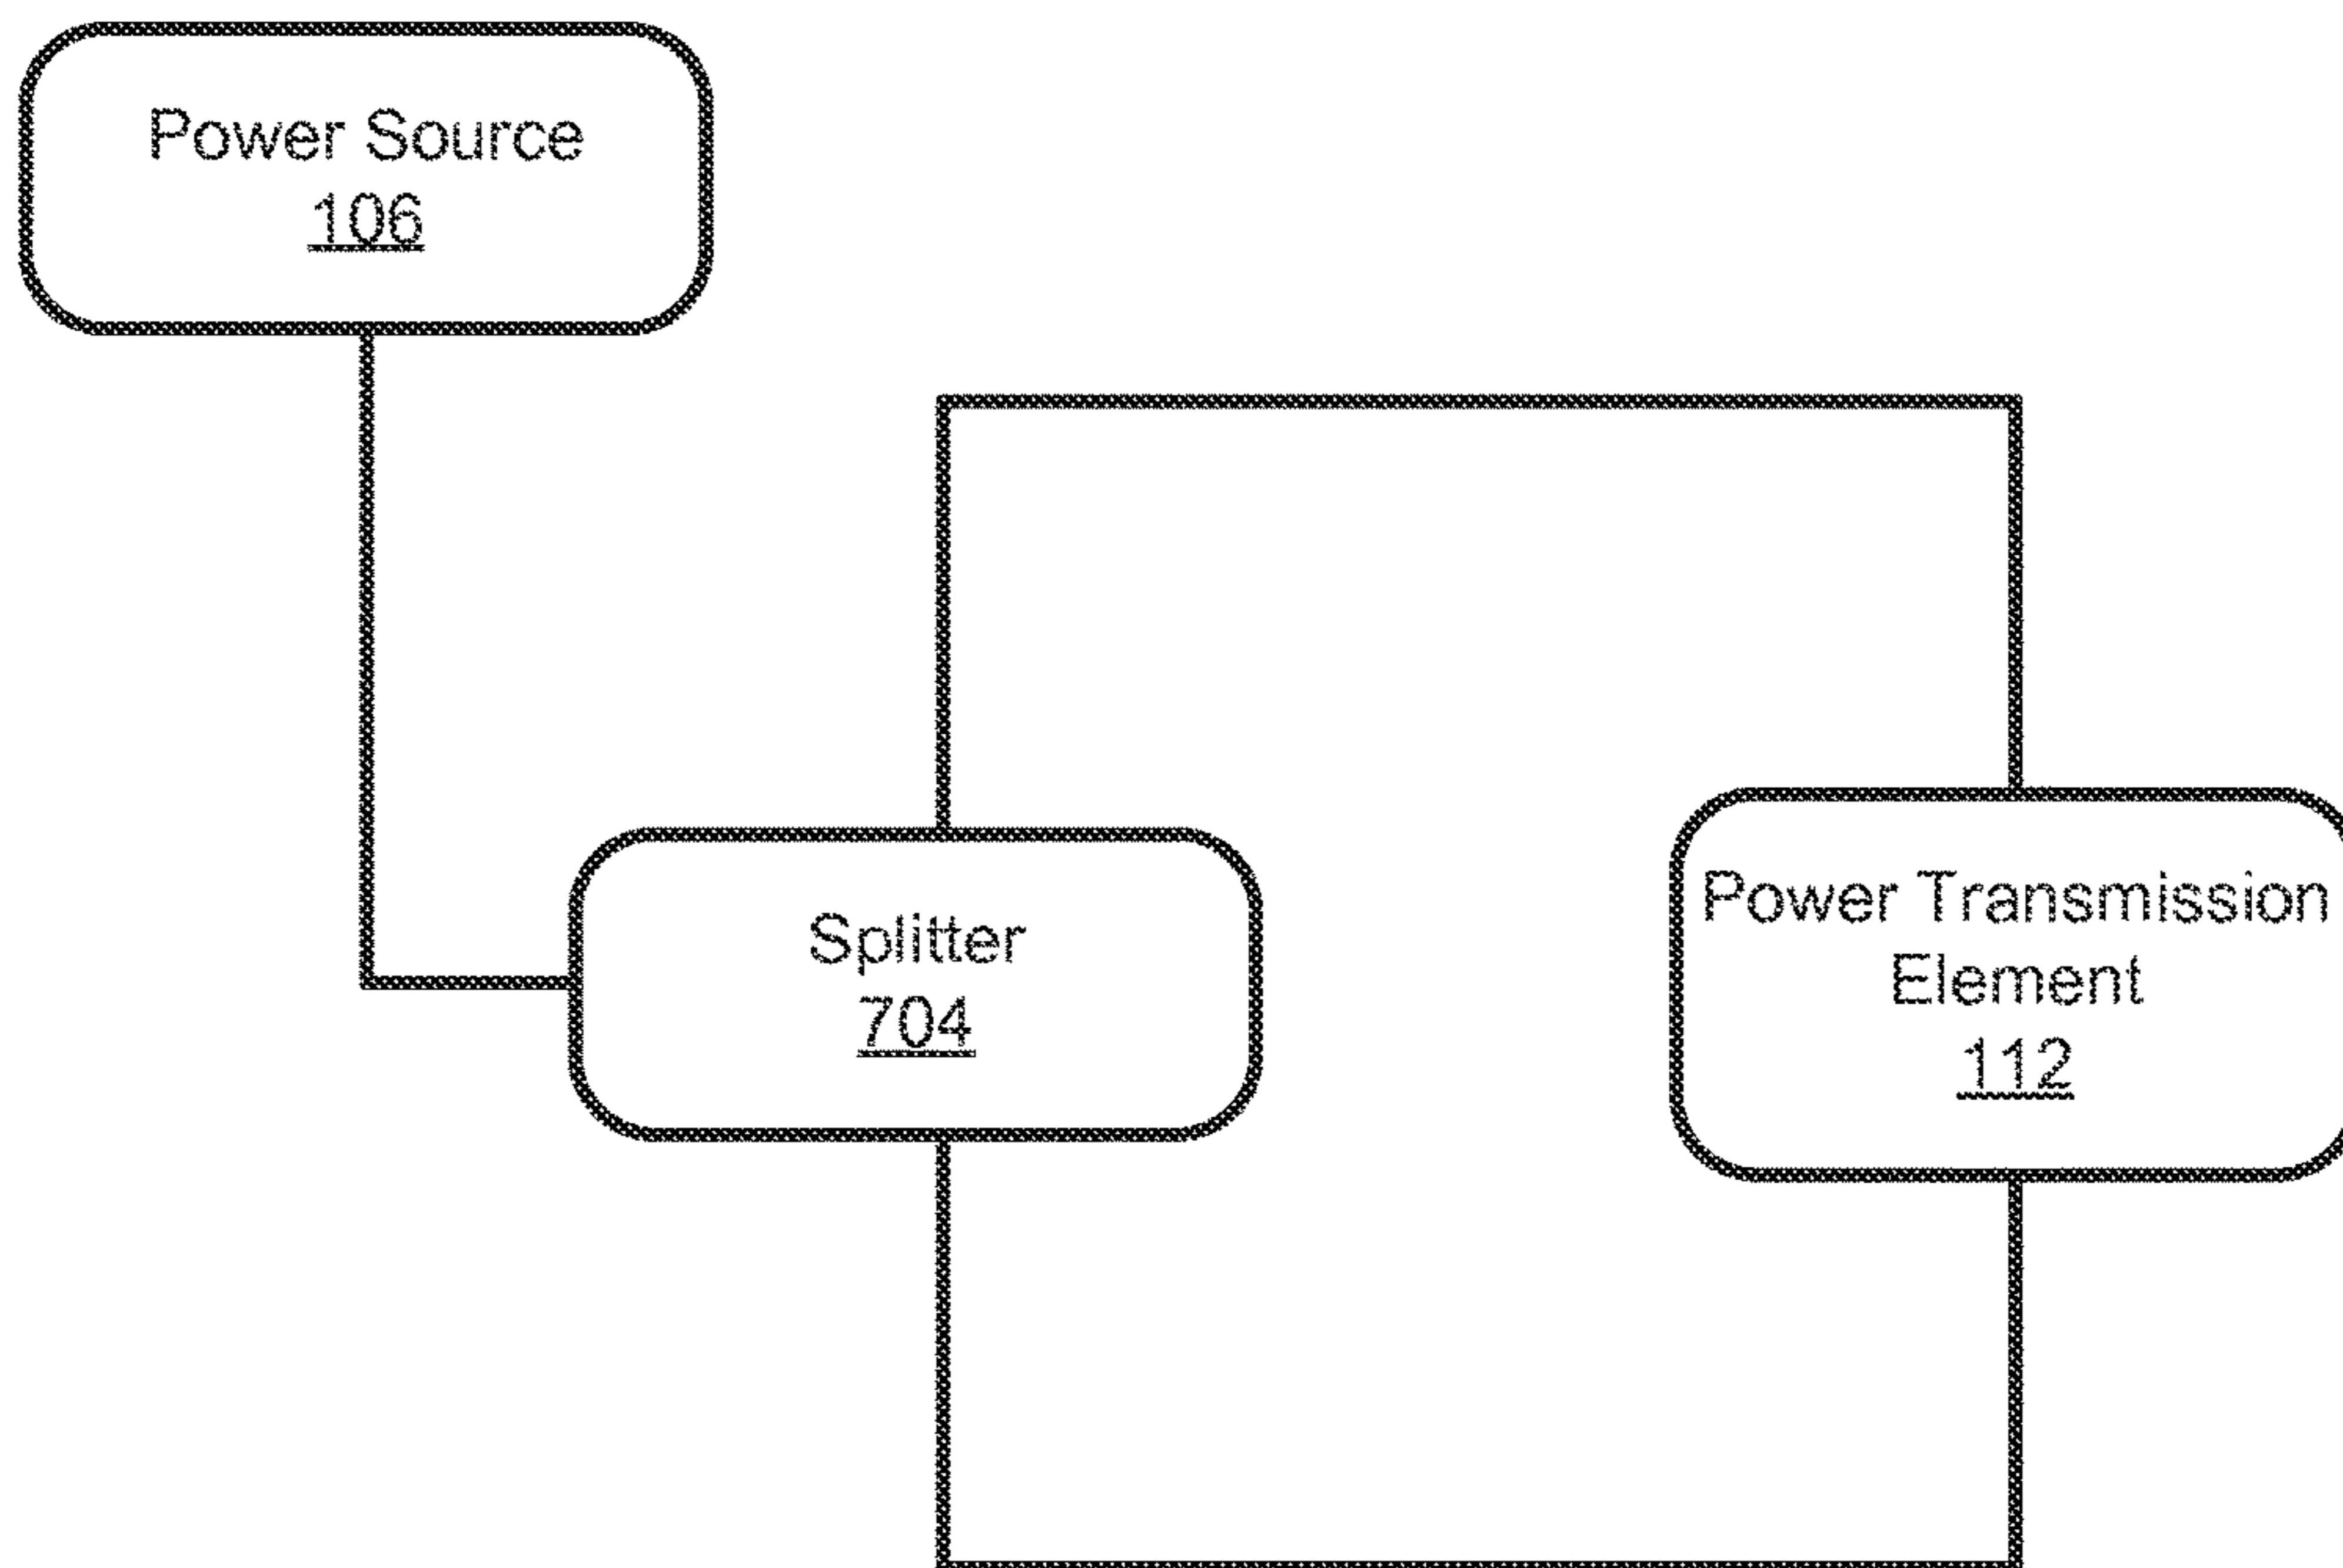 Power Source
106
Splitter
704
Power Transmission
Element
112